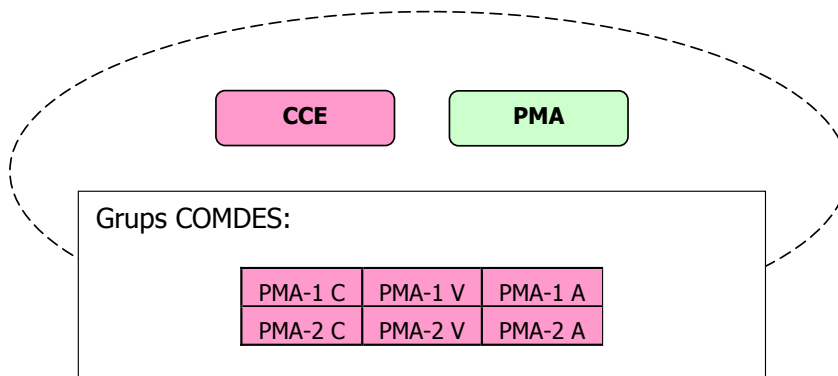 CCE PMA
Grups COMDES:
PMA-1 C PMA-1 V PMA-1 A
PMA-2 C PMA-2 V PMA-2 A